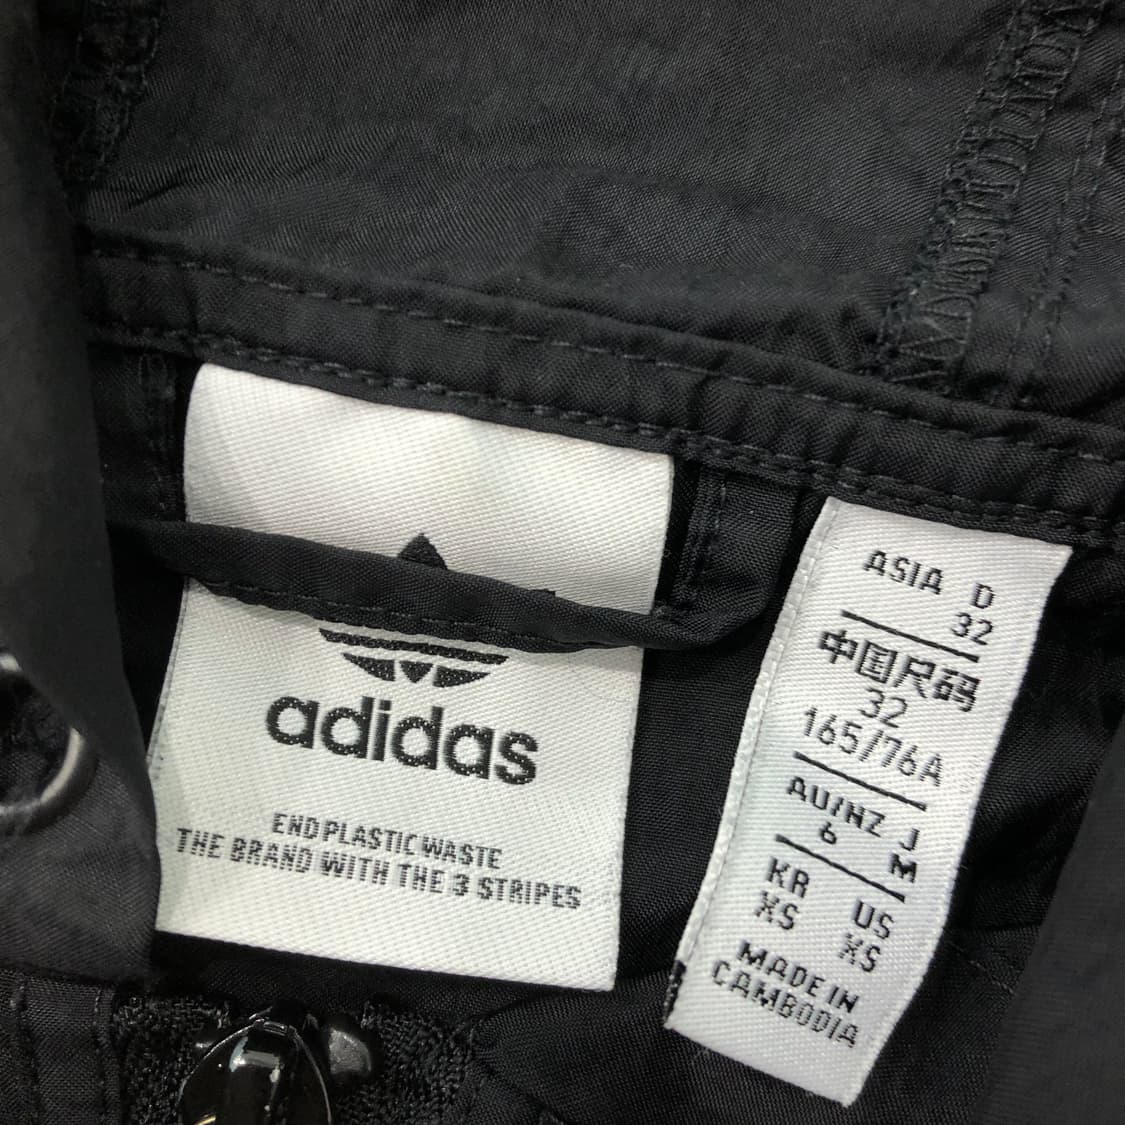 adidas
END PLASTIC WASTE
THE BRAND WITH THE 3 STRIPES
ASIA D
32
中国尺码
32
165/76A
AU/NZ J
6 M
KR US
XS XS
MADE IN
CAMBODIA